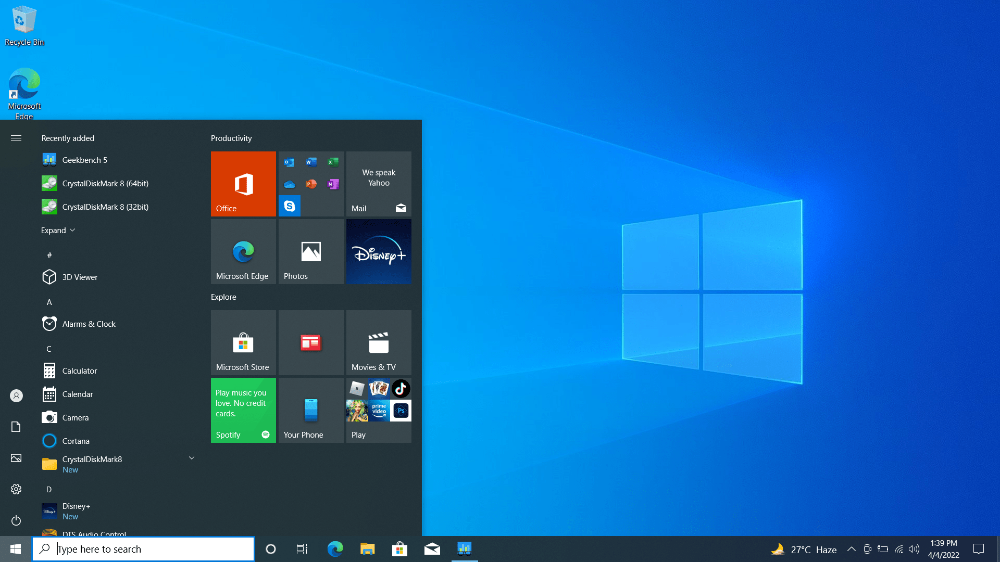 Recycle Bin
Microsoft
Edge
Recently added
Geekbench 5
CrystalDiskMark 8 (64bit)
CrystalDiskMark 8 (32bit)
Expand
#
3D Viewer
A
Alarms & Clock
C
Calculator
Calendar
Camera
Cortana
CrystalDiskMark8
New
D
Disney+
New
DTS Audio Control
Productivity
Office
We speak
Yahoo
Mail
Microsoft Edge
Photos
Disney+
Explore
Microsoft Store
Movies & TV
Play music you
love. No credit
cards.
Spotify
Your Phone
prime
video
Ps
Play
Type here to search
27°C Haze
1:39 PM
4/4/2022